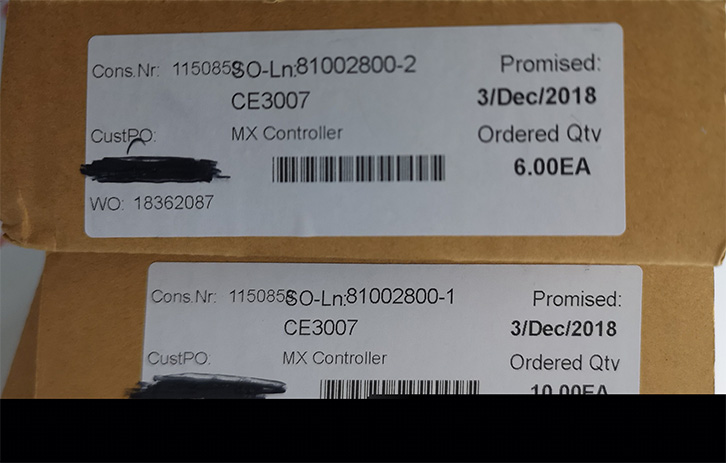 Cons.Nr: 1150859 SO-Ln:81002800-2
Promised:
CE3007
3/Dec/2018
CustPO:
MX Controller
Ordered Qty
6.00EA
WO: 18362087
Cons.Nr: 115085 SO-Ln:81002800-1
Promised:
CE3007
3/Dec/2018
CustPO:
MX Controller
Ordered Qty
10.00EA